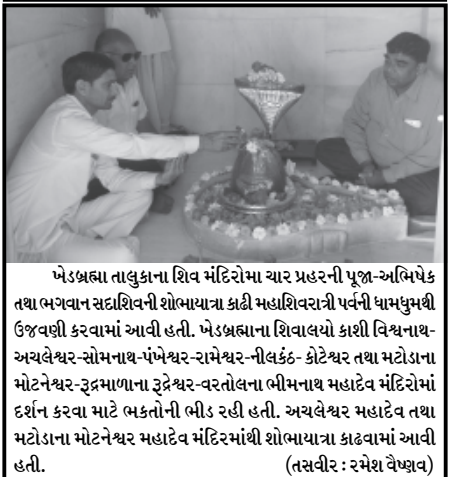 ખેડબ્રહ્મા તાલુકાના શિવ મંદિરોમા ચાર પ્રહરની પૂજા-અભિષેક
તથા ભગવાન સદાશિવની શોભાયાત્રા કાઢી મહાશિવરાત્રી પર્વની ધામધુમથી
ઉજવણી કરવામાં આવી હતી. ખેડબ્રહ્માના શિવાલયો કાશી વિશ્વનાથ-
અચલેશ્વર-સોમનાથ-પંખેશ્વર-રામેશ્વર-નીલકંઠ- કોટેશ્વર તથા મટોડાના
મોટનેશ્વર-રૂદ્રમાળાના રૂદ્રેશ્વર-વરતોલના ભીમનાથ મહાદેવ મંદિરોમાં
દર્શન કરવા માટે ભકતોની ભીડ રહી હતી. અચલેશ્વર મહાદેવ તથા
મટોડાના મોટનેશ્વર મહાદેવ મંદિરમાંથી શોભાયાત્રા કાઢવામાં આવી
હતી. (તસવીર : રમેશ વૈષ્ણવ)